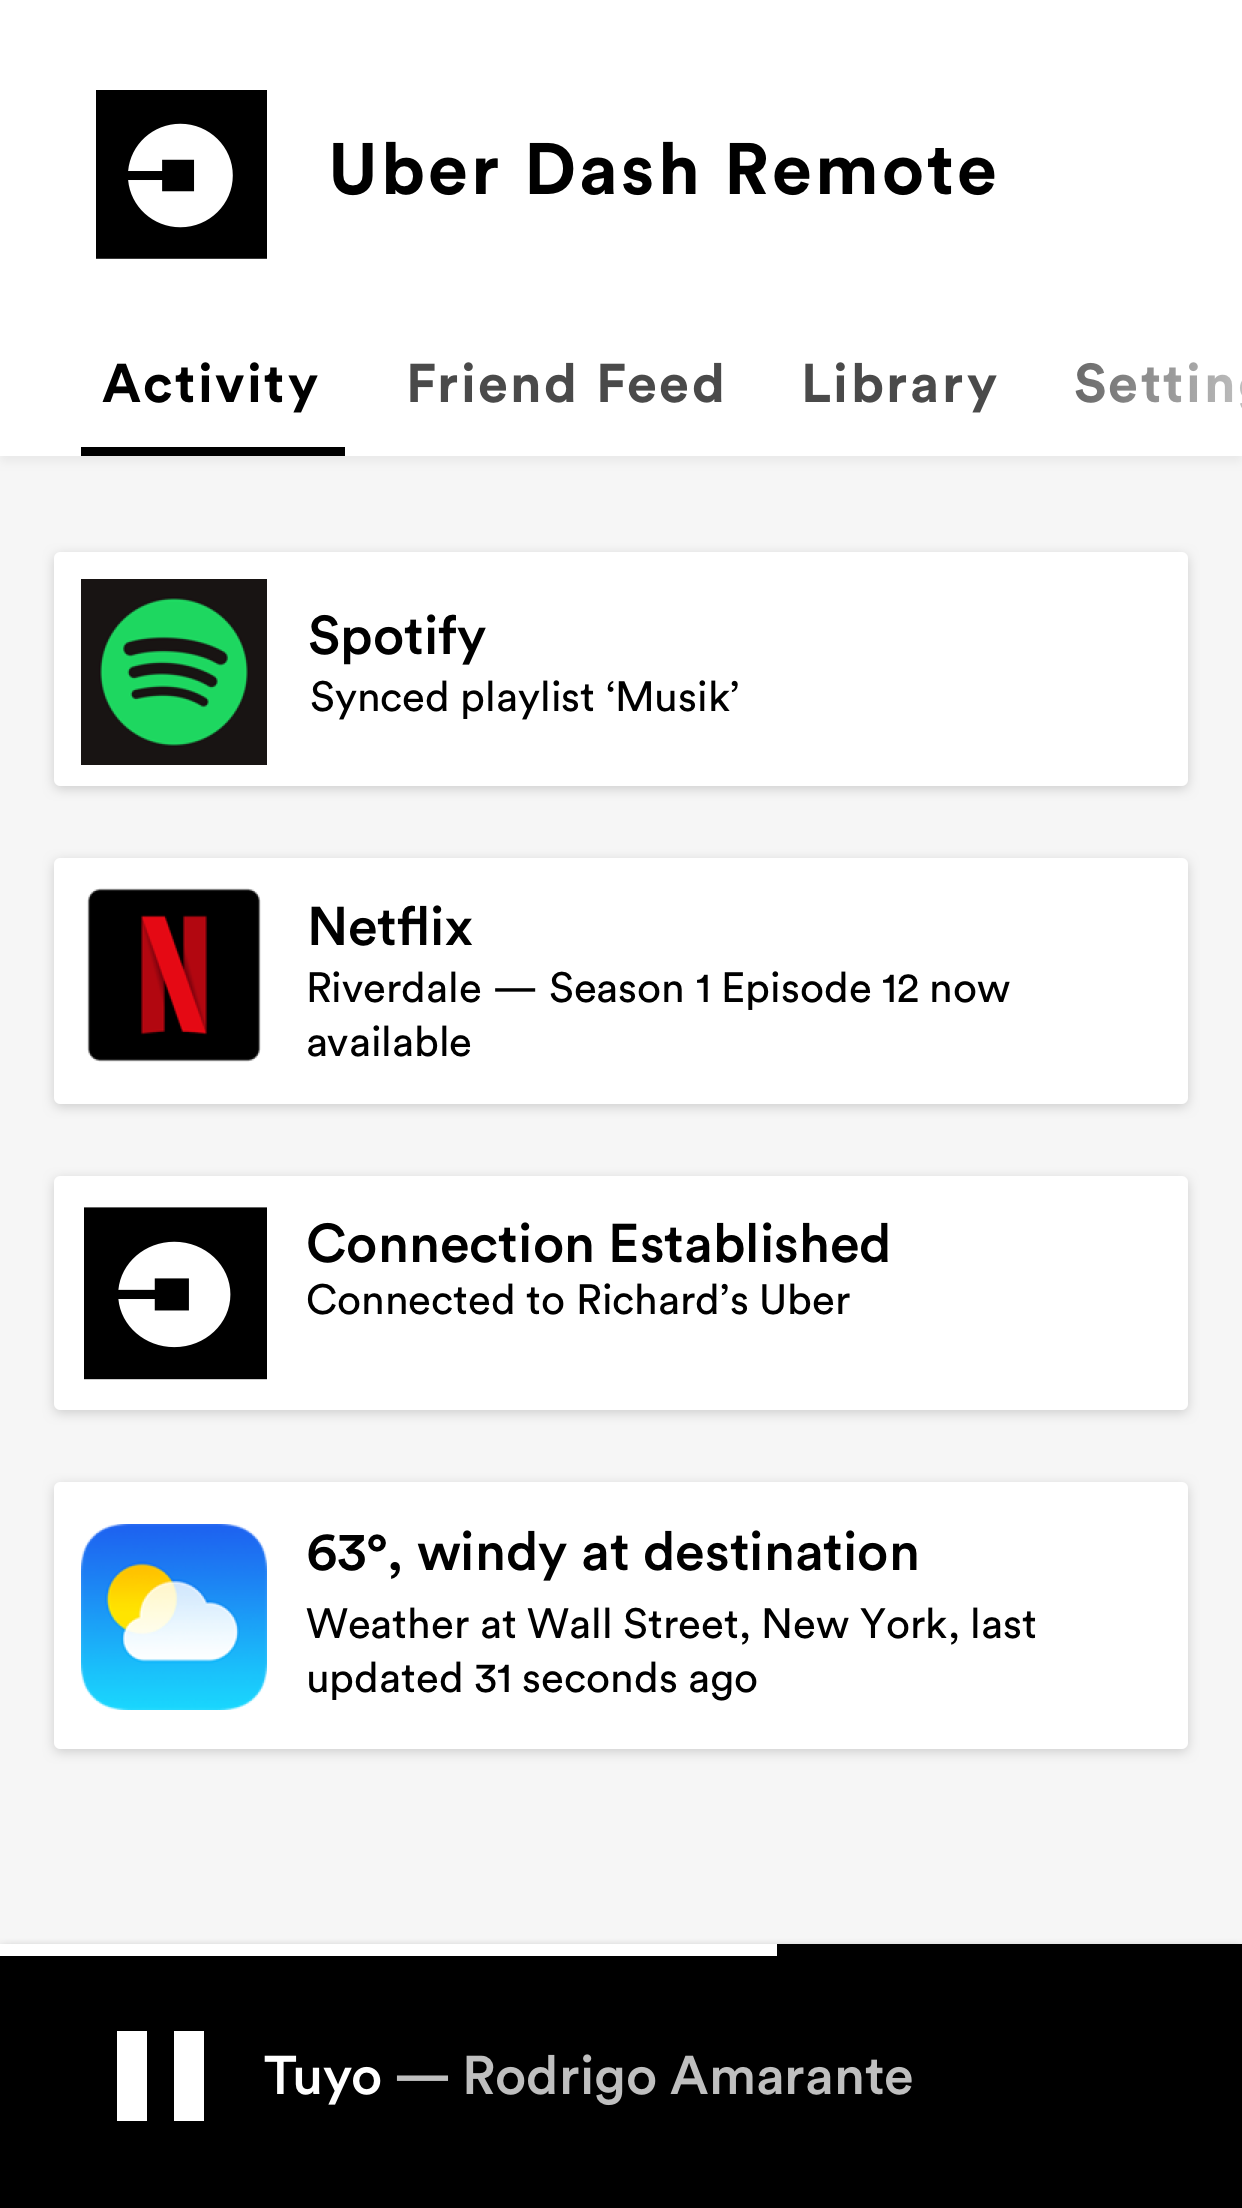 Uber Dash Remote
Activity Friend Feed Library Setting
Spotify
Synced playlist ‘Musik’
Netflix
Riverdale — Season 1 Episode 12 now
available
Connection Established
Connected to Richard’s Uber
63°, windy at destination
Weather at Wall Street, New York, last
updated 31 seconds ago
Tuyo — Rodrigo Amarante